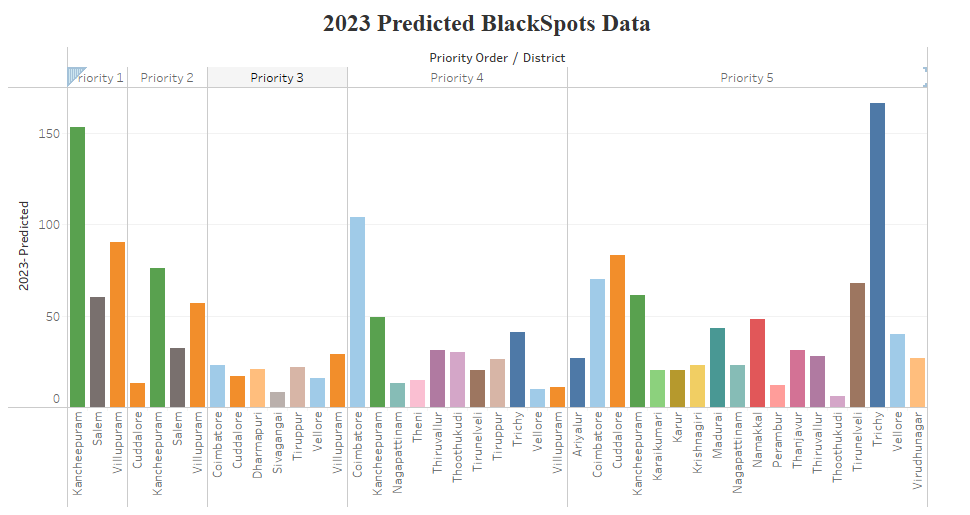 2023 Predicted BlackSpots Data
Priority Order / District
riority 1 Priority 2 Priority 3 Priority 4 Priority 5
2023- Predicted
150
100
50
0
Kancheepuram
Salem
Villupuram
Cuddalore
Kancheepuram
Salem
Villupuram
Coimbatore
Cuddalore
Dharmapuri
Sivagangai
Tiruppur
Vellore
Villupuram
Coimbatore
Kancheepuram
Nagapattinam
Theni
Thiruvallur
Thoothukudi
Tirunelveli
Tiruppur
Trichy
Vellore
Villupuram
Ariyalur
Coimbatore
Cuddalore
Kancheepuram
Karaikumari
Karur
Krishnagiri
Madurai
Nagapattinam
Namakkal
Perambur
Thanjavur
Thiruvallur
Thoothukudi
Tirunelveli
Trichy
Vellore
Virudhunagar